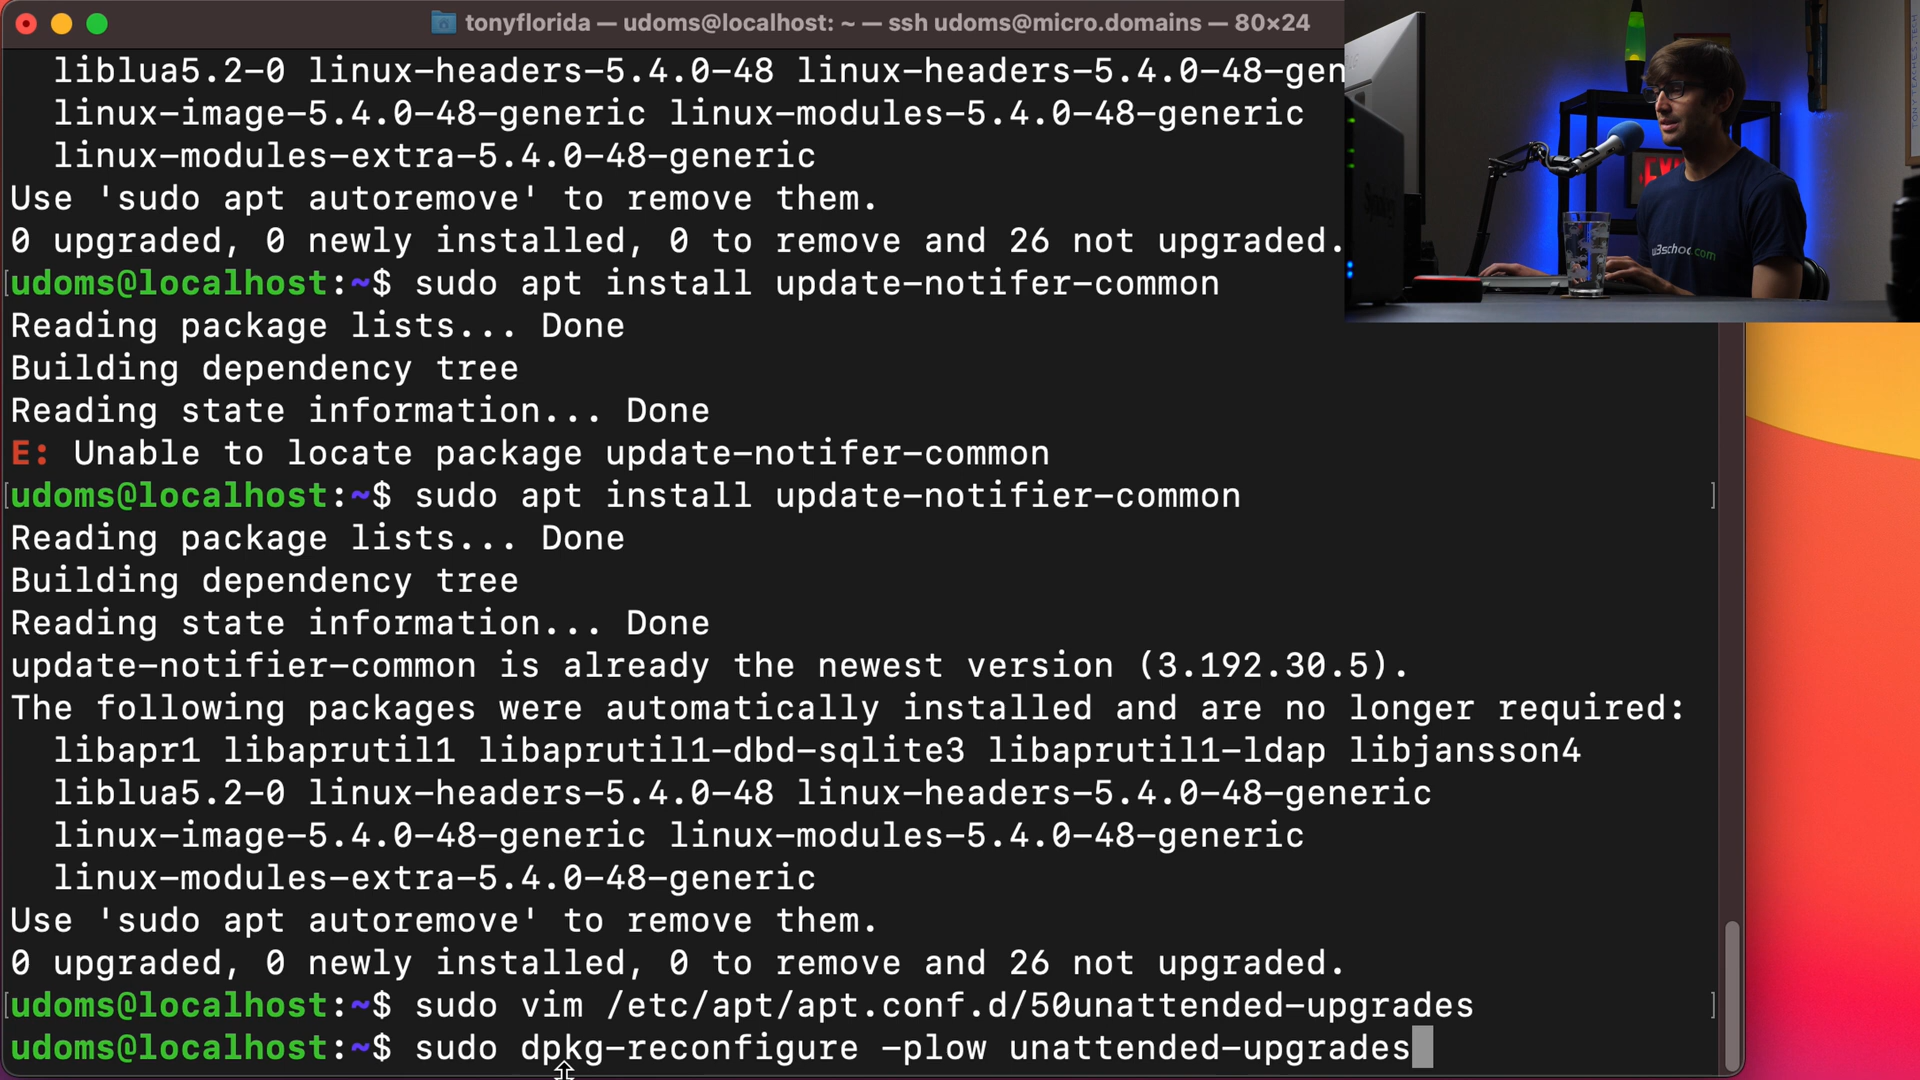 tonyflorida — udoms@localhost: ~ — ssh udoms@micro.domains — 80×24
liblua5.2-0 linux-headers-5.4.0-48 linux-headers-5.4.0-48-gen
linux-image-5.4.0-48-generic linux-modules-5.4.0-48-generic
linux-modules-extra-5.4.0-48-generic
Use 'sudo apt autoremove' to remove them.
0 upgraded, 0 newly installed, 0 to remove and 26 not upgraded.
[udoms@localhost:~$ sudo apt install update-notifer-common
Reading package lists... Done
Building dependency tree
Reading state information... Done
E: Unable to locate package update-notifer-common
[udoms@localhost:~$ sudo apt install update-notifier-common ]
Reading package lists... Done
Building dependency tree
Reading state information... Done
update-notifier-common is already the newest version (3.192.30.5).
The following packages were automatically installed and are no longer required:
libapr1 libaprutil1 libaprutil1-dbd-sqlite3 libaprutil1-ldap libjansson4
liblua5.2-0 linux-headers-5.4.0-48 linux-headers-5.4.0-48-generic
linux-image-5.4.0-48-generic linux-modules-5.4.0-48-generic
linux-modules-extra-5.4.0-48-generic
Use 'sudo apt autoremove' to remove them.
0 upgraded, 0 newly installed, 0 to remove and 26 not upgraded.
[udoms@localhost:~$ sudo vim /etc/apt/apt.conf.d/50unattended-upgrades ]
udoms@localhost:~$ sudo dpkg-reconfigure -plow unattended-upgrades
w3schoo.com